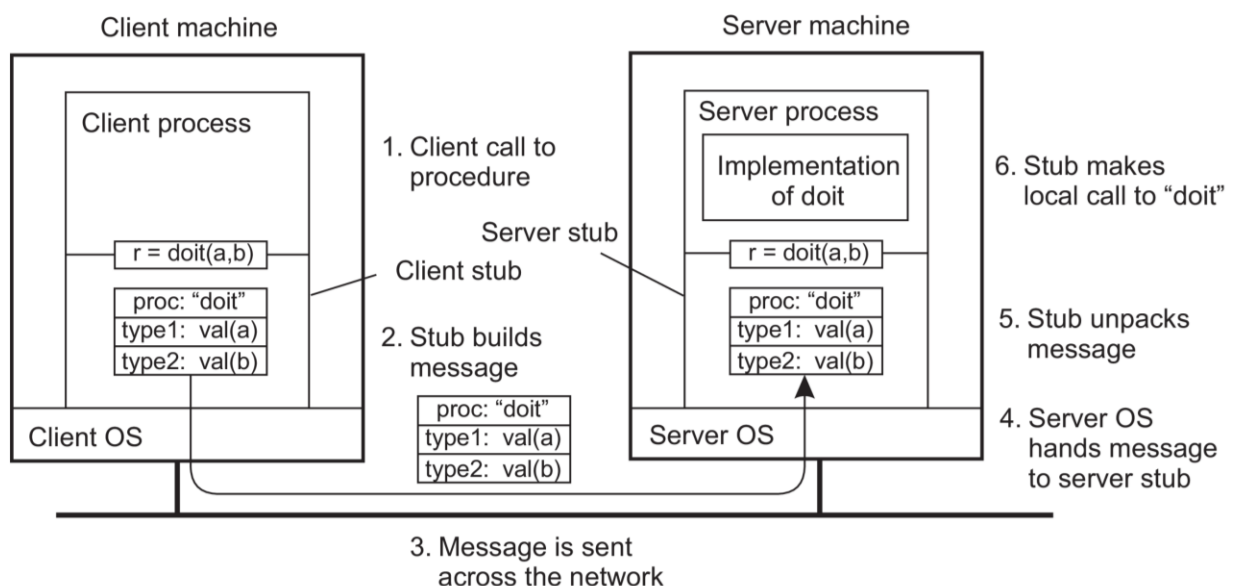 Client machine
Server machine
Client process
Server process
1. Client call to
procedure
Implementation
of doit
6. Stub makes
local call to “doit”
Server stub
r = doit(a,b)
r = doit(a,b)
Client stub
proc: “doit”
type1: val(a)
type2: val(b)
proc: “doit”
type1: val(a)
type2: val(b)
2. Stub builds
message
5. Stub unpacks
message
proc: “doit”
type1: val(a)
type2: val(b)
Client OS
Server OS
4. Server OS
hands message
to server stub
3. Message is sent
across the network